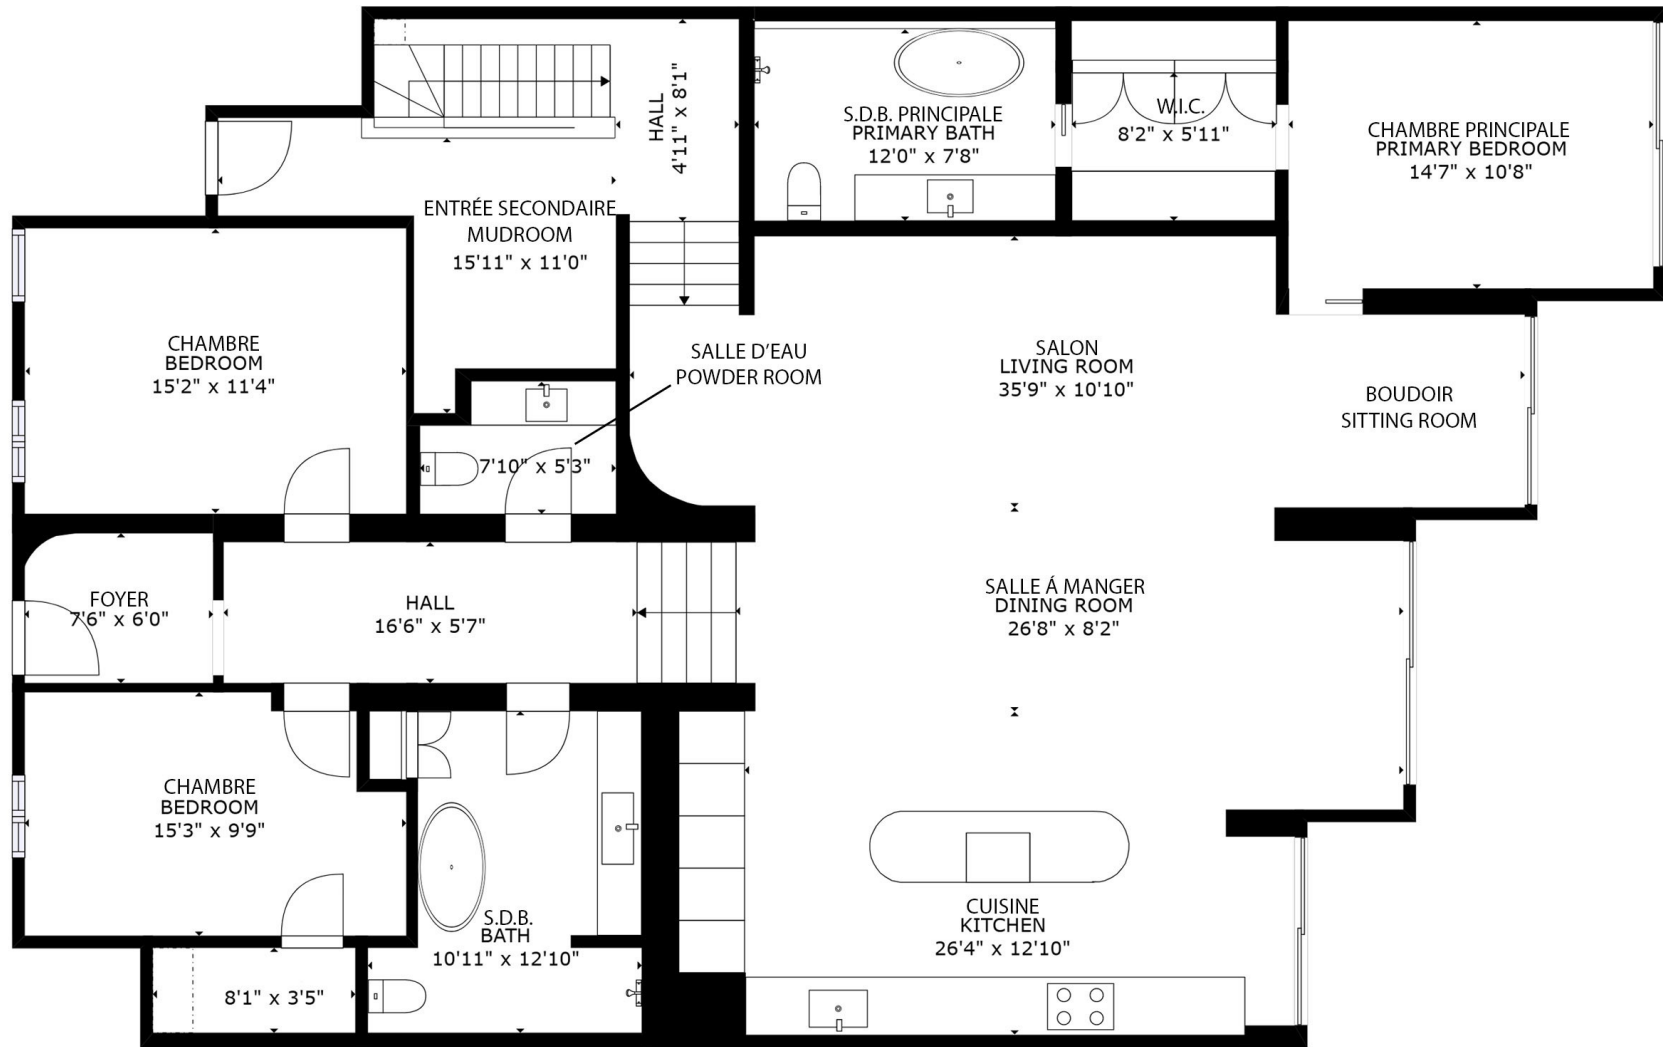 HALL
4'11" x 8'1"
S.D.B. PRINCIPALE
PRIMARY BATH
12'0" x 7'8"
W.I.C.
8'2" x 5'11"
CHAMBRE PRINCIPALE
PRIMARY BEDROOM
14'7" x 10'8"
ENTRÉE SECONDAIRE
MUDROOM
15'11" x 11'0"
CHAMBRE
BEDROOM
15'2" x 11'4"
SALLE D'EAU
POWDER ROOM
7'10" x 5'3"
SALON
LIVING ROOM
35'9" x 10'10"
BOUDOIR
SITTING ROOM
FOYER
7'6" x 6'0"
HALL
16'6" x 5'7"
SALLE Á MANGER
DINING ROOM
26'8" x 8'2"
CHAMBRE
BEDROOM
15'3" x 9'9"
S.D.B.
BATH
10'11" x 12'10"
CUISINE
KITCHEN
26'4" x 12'10"
8'1" x 3'5"